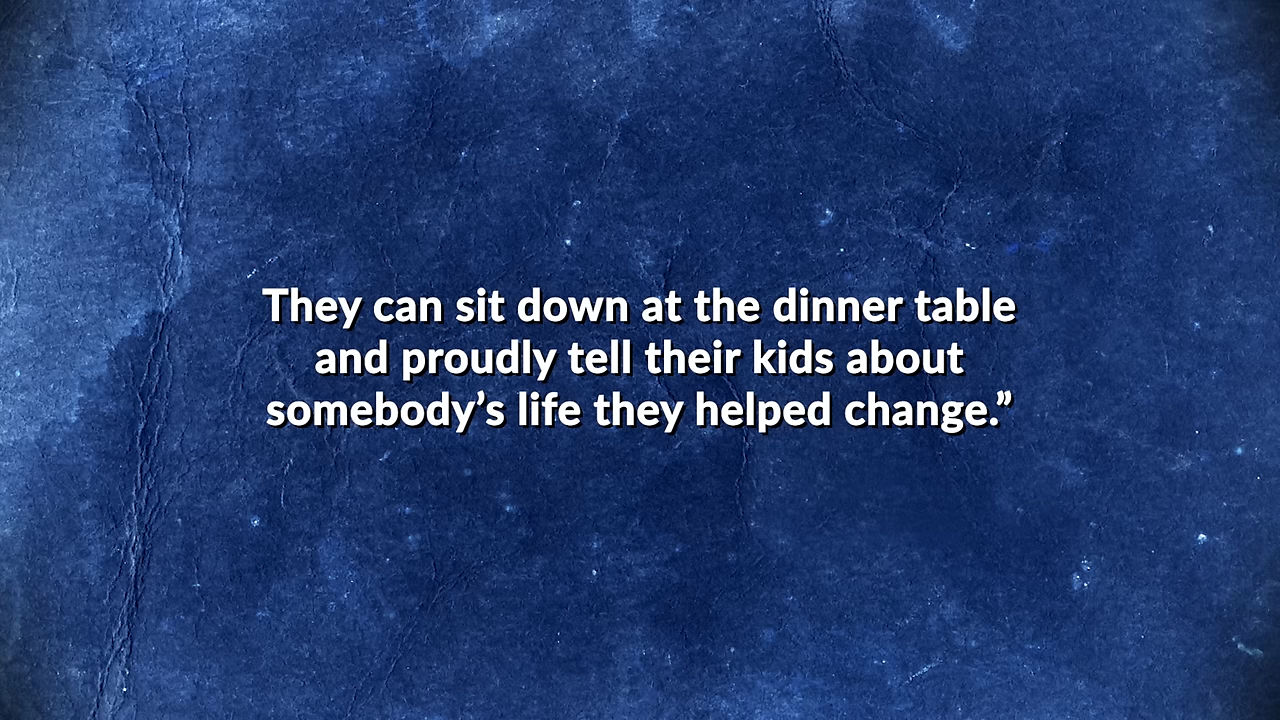 They can sit down at the dinner table
and proudly tell their kids about
somebody’s life they helped change.”